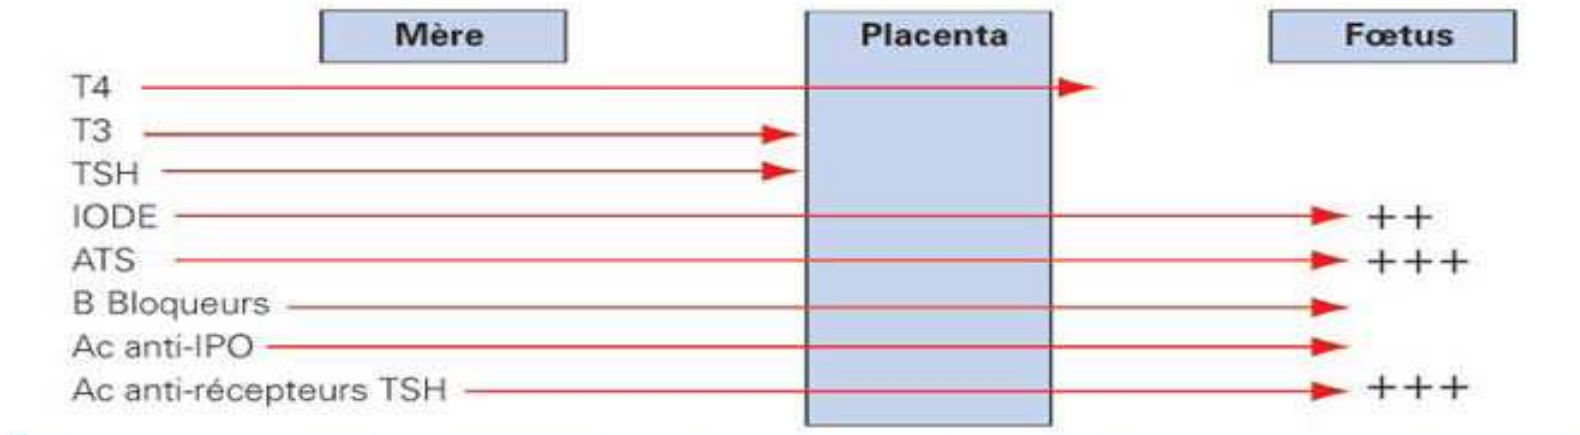 Mère Placenta Fœtus
T4
T3
TSH
IODE ++
ATS +++
B Bloqueurs
Ac anti-IPO
Ac anti-récepteurs TSH +++